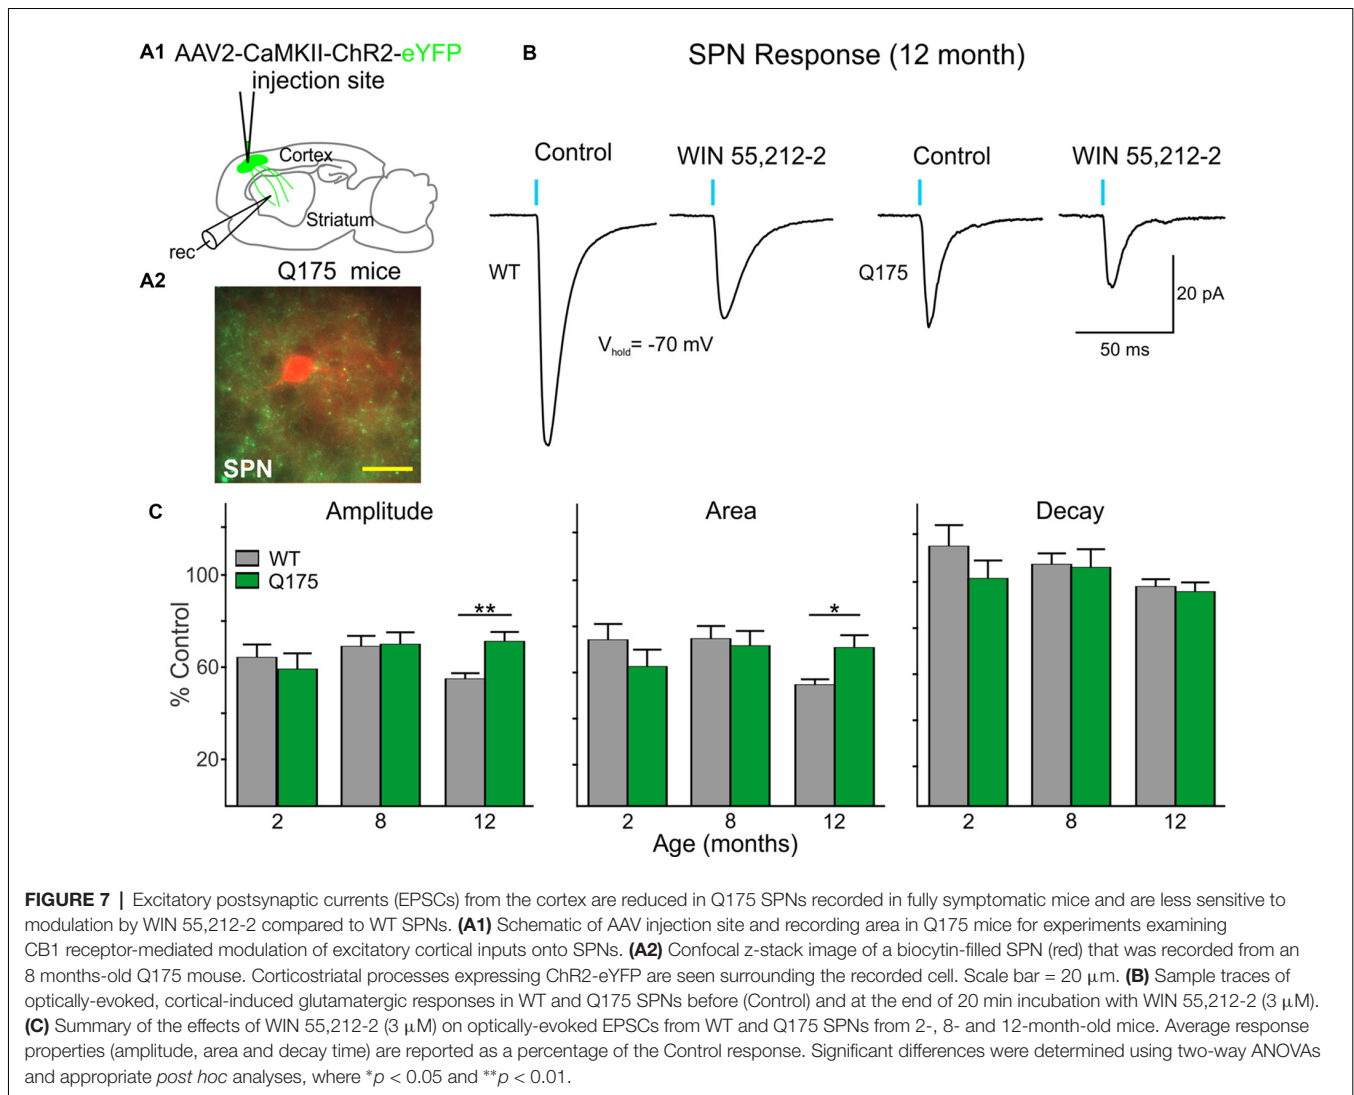 A1 AAV2-CaMKII-ChR2-eYFP
injection site
Cortex
Striatum
rec
A2
Q175 mice
SPN
B
SPN Response (12 month)
Control
WIN 55,212-2
Control
WIN 55,212-2
WT
Q175
Vhold= -70 mV
20 pA
50 ms
C
Amplitude
Area
Decay
WT
Q175
% Control
100
60
20
**
*
2 8 12
2 8 12
2 8 12
Age (months)
FIGURE 7 | Excitatory postsynaptic currents (EPSCs) from the cortex are reduced in Q175 SPNs recorded in fully symptomatic mice and are less sensitive to
modulation by WIN 55,212-2 compared to WT SPNs. (A1) Schematic of AAV injection site and recording area in Q175 mice for experiments examining
CB1 receptor-mediated modulation of excitatory cortical inputs onto SPNs. (A2) Confocal z-stack image of a biocytin-filled SPN (red) that was recorded from an
8 months-old Q175 mouse. Corticostriatal processes expressing ChR2-eYFP are seen surrounding the recorded cell. Scale bar = 20 μm. (B) Sample traces of
optically-evoked, cortical-induced glutamatergic responses in WT and Q175 SPNs before (Control) and at the end of 20 min incubation with WIN 55,212-2 (3 μM).
(C) Summary of the effects of WIN 55,212-2 (3 μM) on optically-evoked EPSCs from WT and Q175 SPNs from 2-, 8- and 12-month-old mice. Average response
properties (amplitude, area and decay time) are reported as a percentage of the Control response. Significant differences were determined using two-way ANOVAs
and appropriate post hoc analyses, where *p < 0.05 and **p < 0.01.